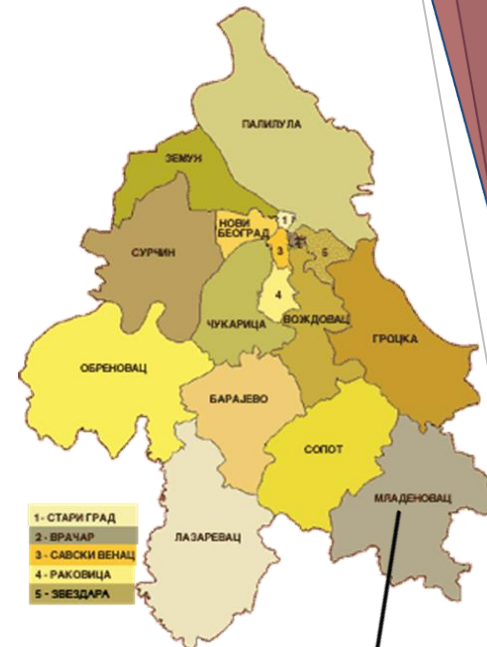 ПАЛИЛУЛА
ЗЕМУН
НОВИ
БЕОГРАД
1
2
3
5
СУРЧИН
4
ЧУКАРИЦА
ВОЖДОВАЦ
ГРОЦКА
ОБРЕНОВАЦ
БАРАЈЕВО
СОПОТ
МЛАДЕНОВАЦ
ЛАЗАРЕВАЦ
1- СТАРИ ГРАД
2 - ВРАЧАР
3 - САВСКИ ВЕНАЦ
4 - РАКОВИЦА
5 - ЗВЕЗДАРА